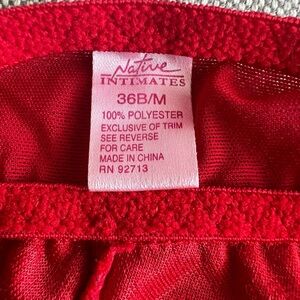 Native
INTIMATES
36B/M
100% POLYESTER
EXCLUSIVE OF TRIM
SEE REVERSE
FOR CARE
MADE IN CHINA
RN 92713